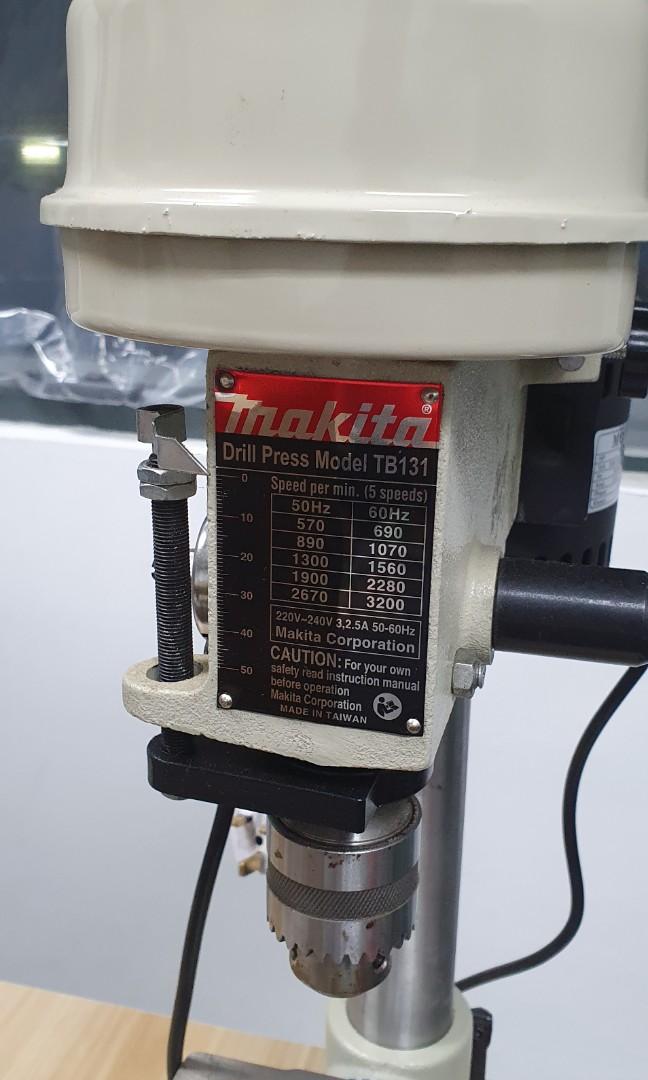 makita®
Drill Press Model TB131
Speed per min. (5 speeds)
50Hz 60Hz
570 690
890 1070
1300 1560
1900 2280
2670 3200
0
10
20
30
40
50
220V~240V 3,2.5A 50-60Hz
Makita Corporation
CAUTION: For your own
safety read instruction manual
before operation
Makita Corporation
MADE IN TAIWAN